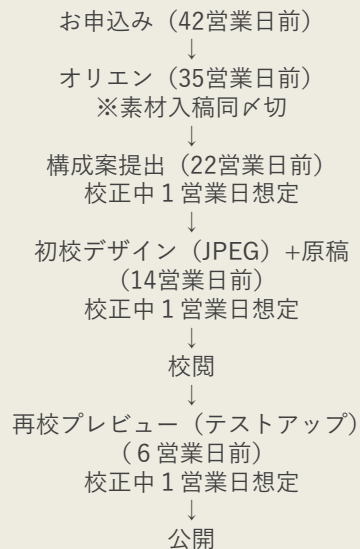 お申込み（42営業日前）
↓
オリエン（35営業日前）
※素材入稿同〆切
↓
構成案提出（22営業日前）
校正中１営業日想定
↓
初校デザイン（JPEG）+原稿
（14営業日前）
校正中１営業日想定
↓
校閲
↓
再校プレビュー（テストアップ）
（６営業日前）
校正中１営業日想定
↓
公開